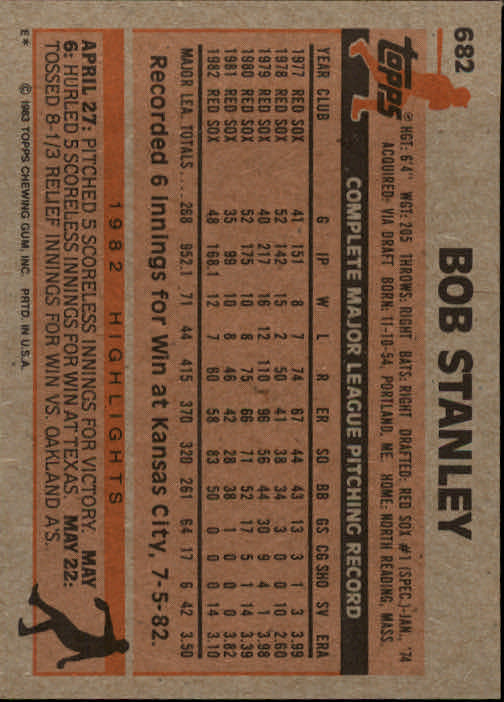 682
topps®
BOB STANLEY
HGT: 6'4" WGT: 205 THROWS: RIGHT BATS: RIGHT DRAFTED: RED SOX #1 (SPEC.)-JAN., '74
ACQUIRED: VIA DRAFT BORN: 11-10-54, PORTLAND, ME. HOME: NORTH READING, MASS
COMPLETE MAJOR LEAGUE PITCHING RECORD
YEAR CLUB G IP W L R ER SO BB GS CG SHO SV ERA
1977 RED SOX 41 151 8 7 74 67 44 43 13 3 1 3 3.99
1978 RED SOX 52 142 15 2 50 41 38 34 3 0 0 10 2.60
1979 RED SOX 40 217 16 12 110 96 56 44 30 9 4 1 3.98
1980 RED SOX 52 175 10 8 75 66 71 52 17 5 1 14 3.39
1981 RED SOX 35 99 10 8 46 42 28 38 1 0 0 0 3.82
1982 RED SOX 48 168.1 12 7 60 58 83 50 0 0 0 14 3.10
MAJOR LEA. TOTALS.... 268 952.1 71 44 415 370 320 261 64 17 6 42 3.50
Recorded 6 innings for Win at Kansas City, 7-5-82.
1982 HIGHLIGHTS
APRIL 27: PITCHED 5 SCORELESS INNINGS FOR VICTORY. MAY
6: HURLED 5 SCORELESS INNINGS FOR WIN AT TEXAS. MAY 22:
TOSSED 8-1/3 RELIEF INNINGS FOR WIN VS. OAKLAND A'S.
E* © 1983 TOPPS CHEWING GUM, INC. PRTD. IN U.S.A.